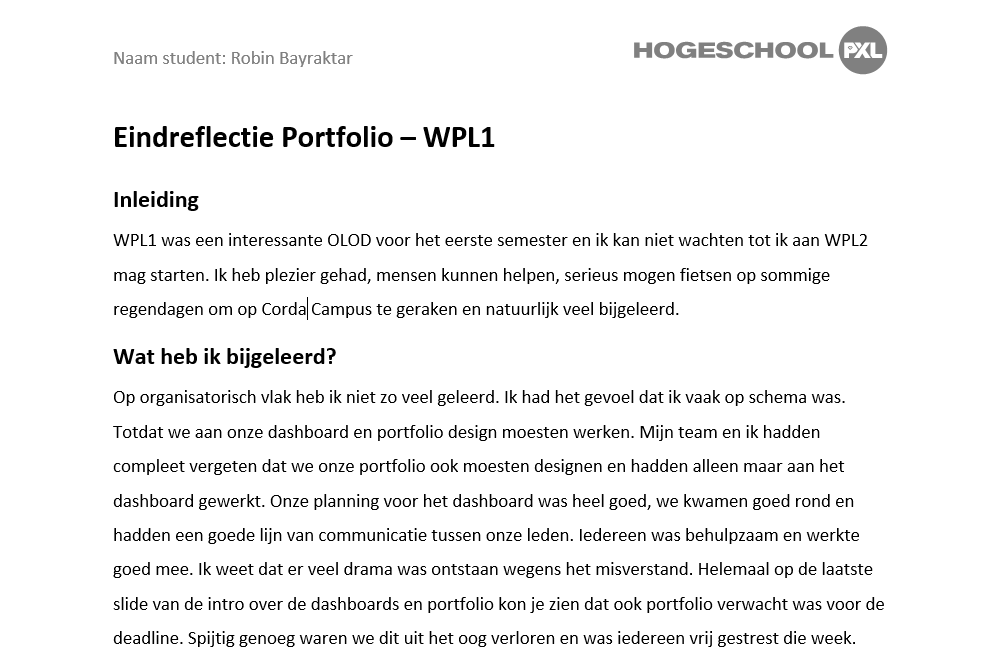 Naam student: Robin Bayraktar
HOGESCHOOL PXL
Eindreflectie Portfolio – WPL1
Inleiding
WPL1 was een interessante OLOD voor het eerste semester en ik kan niet wachten tot ik aan WPL2
mag starten. Ik heb plezier gehad, mensen kunnen helpen, serieus mogen fietsen op sommige
regendagen om op Corda Campus te geraken en natuurlijk veel bijgeleerd.
Wat heb ik bijgeleerd?
Op organisatorisch vlak heb ik niet zo veel geleerd. Ik had het gevoel dat ik vaak op schema was.
Totdat we aan onze dashboard en portfolio design moesten werken. Mijn team en ik hadden
compleet vergeten dat we onze portfolio ook moesten designen en hadden alleen maar aan het
dashboard gewerkt. Onze planning voor het dashboard was heel goed, we kwamen goed rond en
hadden een goede lijn van communicatie tussen onze leden. Iedereen was behulpzaam en werkte
goed mee. Ik weet dat er veel drama was ontstaan wegens het misverstand. Helemaal op de laatste
slide van de intro over de dashboards en portfolio kon je zien dat ook portfolio verwacht was voor de
deadline. Spijtig genoeg waren we dit uit het oog verloren en was iedereen vrij gestrest die week.